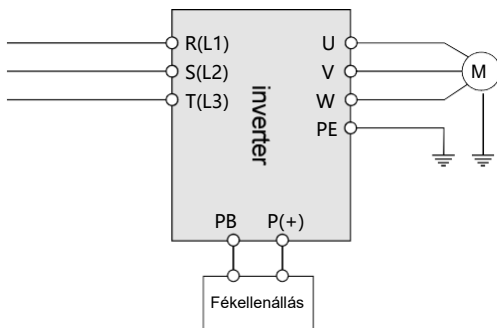 R(L1)
S(L2)
T(L3)
inverter
U
V
W
PE
M
PB
P(+)
Fékellenállás